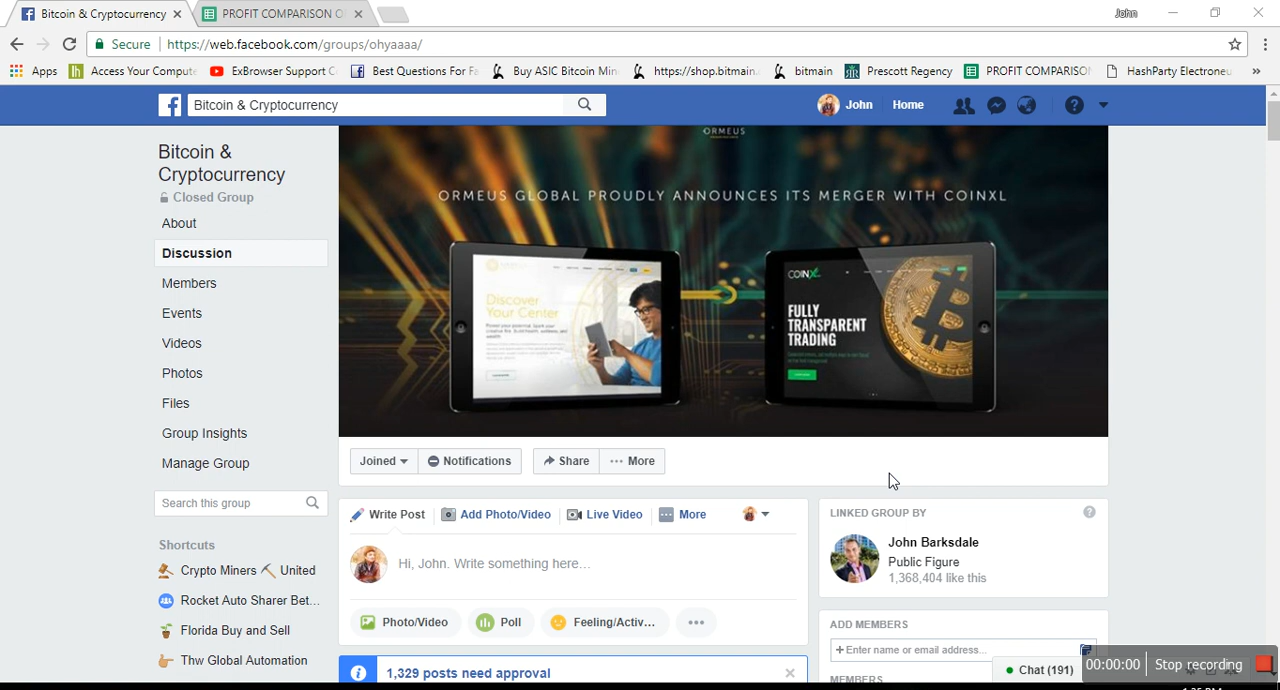 Bitcoin & Cryptocurrency
PROFIT COMPARISON O
John
Secure
https://web.facebook.com/groups/ohyaaaa/
Apps
Access Your Compute
ExBrowser Support C
Best Questions For Fa
Buy ASIC Bitcoin Min
https://shop.bitmain.
bitmain
Prescott Regency
PROFIT COMPARISO
HashParty Electroneu
»
Bitcoin & Cryptocurrency
John
Home
Bitcoin &
Cryptocurrency
Closed Group
About
Discussion
Members
Events
Videos
Photos
Files
Group Insights
Manage Group
Search this group
Shortcuts
Crypto Miners United
Rocket Auto Sharer Bet...
Florida Buy and Sell
Thw Global Automation
ORMEUS
ORMEUS GLOBAL PROUDLY ANNOUNCES ITS MERGER WITH COINXL
Discover
Your Center
COINXL
FULLY
TRANSPARENT
TRADING
Joined
Notifications
Share
More
Write Post
Add Photo/Video
Live Video
More
Hi, John. Write something here...
Photo/Video
Poll
Feeling/Activ...
1,329 posts need approval
LINKED GROUP BY
John Barksdale
Public Figure
1,368,404 like this
ADD MEMBERS
+Enter name or email address...
MEMBERS
Chat (191)
00:00:00
Stop recording